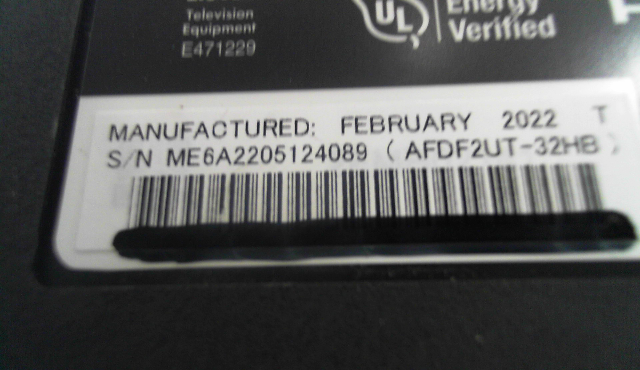 Television
Equipment
E471229
UL
Energy
Verified
MANUFACTURED: FEBRUARY 2022 T
S/N ME6A2205124089 ( AFDF2UT-32HB )